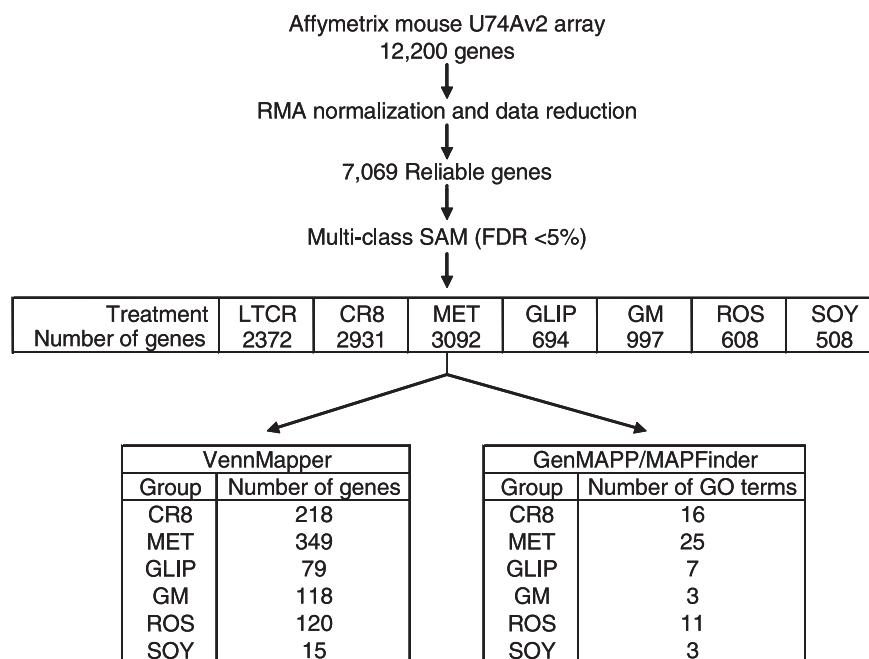 Affymetrix mouse U74Av2 array
12,200 genes
RMA normalization and data reduction
7,069 Reliable genes
Multi-class SAM (FDR <5%)
Treatment LTCR CR8 MET GLIP GM ROS SOY
Number of genes 2372 2931 3092 694 997 608 508
VennMapper
Group Number of genes
CR8 218
MET 349
GLIP 79
GM 118
ROS 120
SOY 15
GenMAPP/MAPFinder
Group Number of GO terms
CR8 16
MET 25
GLIP 7
GM 3
ROS 11
SOY 3